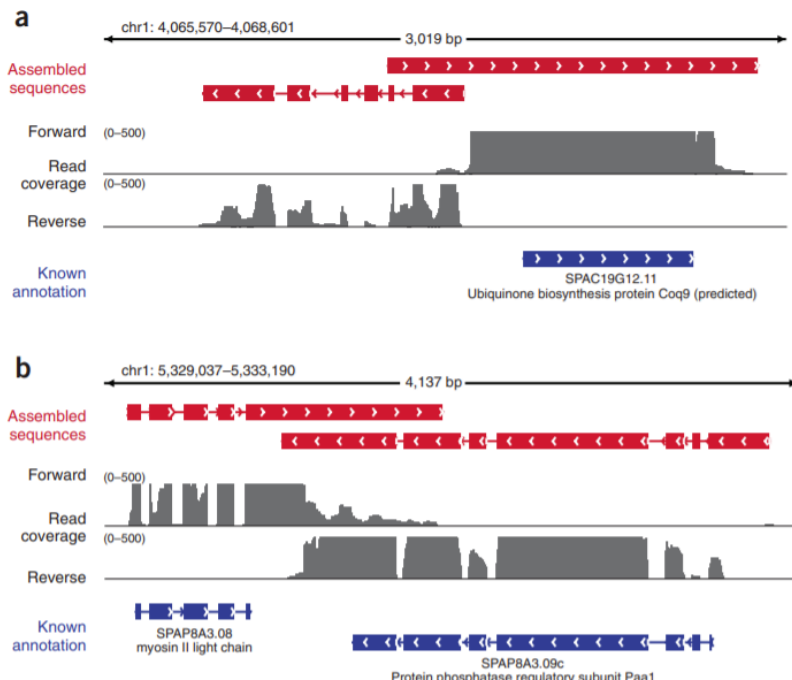 a
chr1: 4,065,570–4,068,601
3,019 bp
Assembled
sequences
Forward
(0–500)
Read
coverage
(0–500)
Reverse
Known
annotation
SPAC19G12.11
Ubiquinone biosynthesis protein Coq9 (predicted)
b
chr1: 5,329,037–5,333,190
4,137 bp
Assembled
sequences
Forward
(0–500)
Read
coverage
(0–500)
Reverse
Known
annotation
SPAP8A3.08
myosin II light chain
SPAP8A3.09c
Protein phosphatase regulatory subunit Paa1